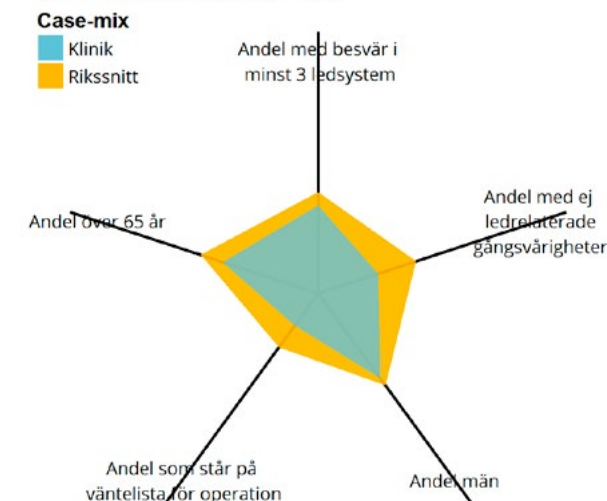 Case-mix
Klinik
Rikssnitt
Andel med besvär i
minst 3 ledsystem
Andel med ej
ledrelaterade
gångsvårigheter
Andel över 65 år
Andel som står på
väntelista för operation
Andel män